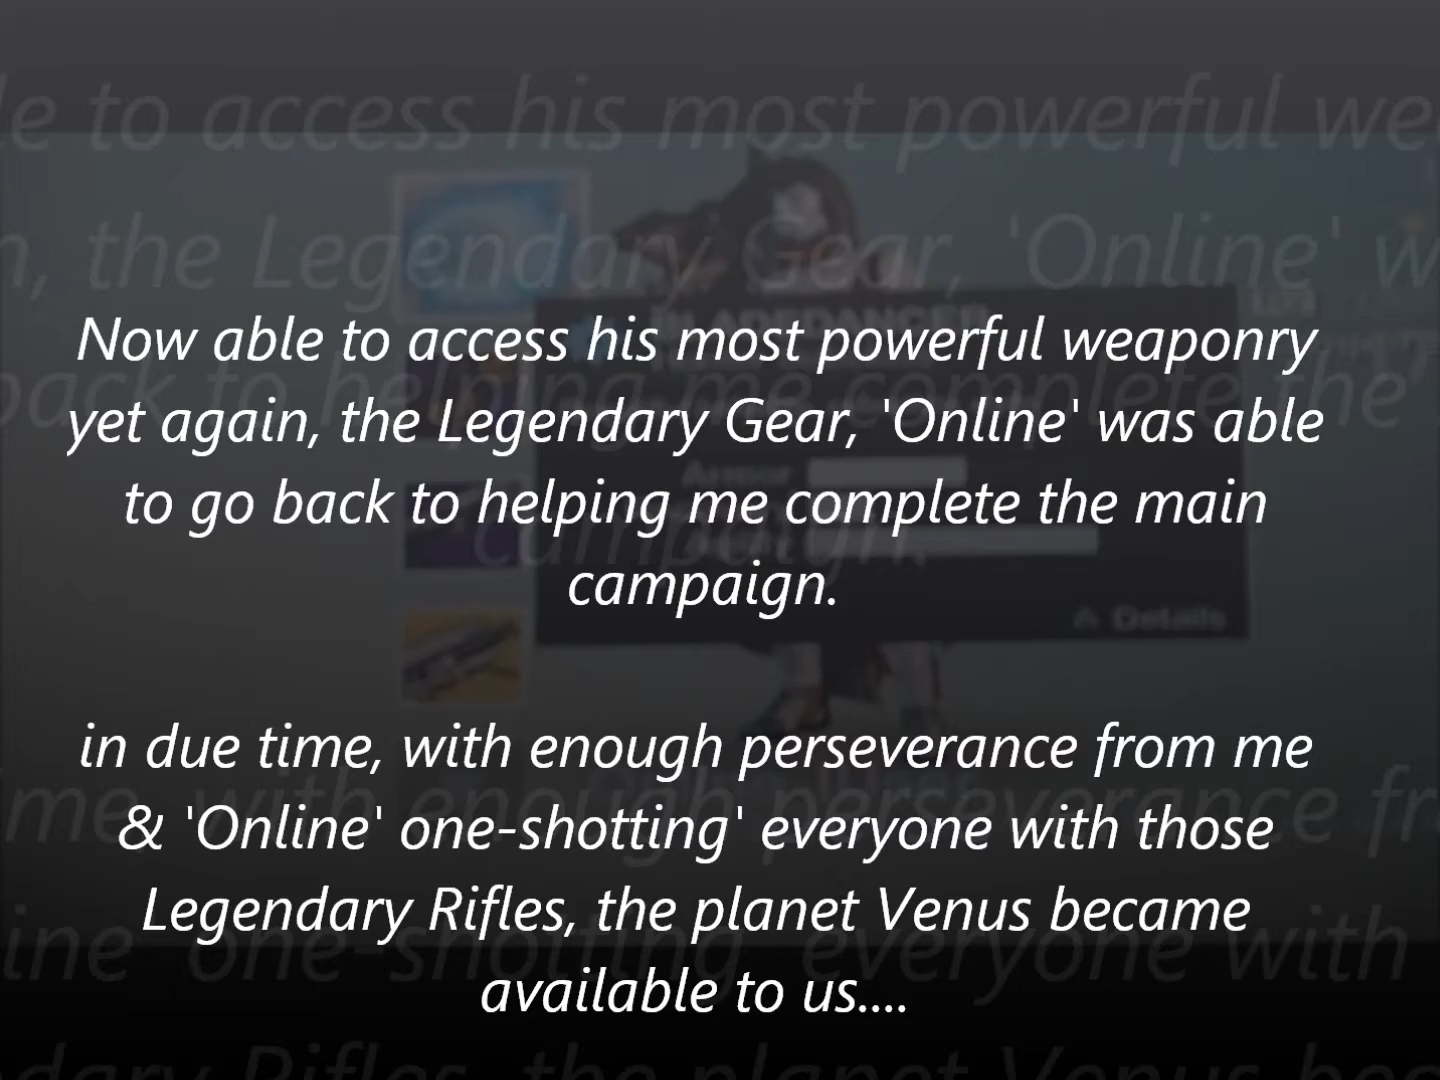 Now able to access his most powerful weaponry
yet again, the Legendary Gear, 'Online' was able
to go back to helping me complete the main
campaign.
in due time, with enough perseverance from me
& 'Online' one-shotting' everyone with those
Legendary Rifles, the planet Venus became
available to us....
Details